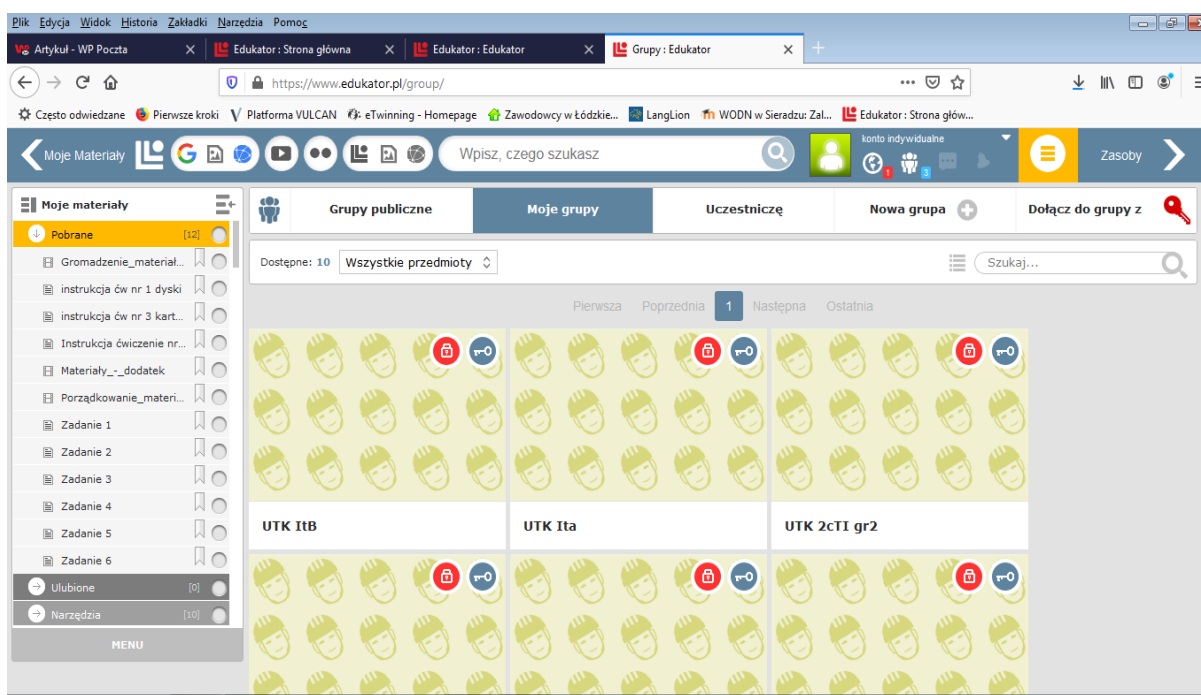 Plik Edycja Widok Historia Zakładki Narzędzia Pomoc
Artykuł - WP Poczta
Edukator : Strona główna
Edukator : Edukator
Grupy : Edukator
https://www.edukator.pl/group/
Często odwiedzane
Pierwsze kroki
Platforma VULCAN
eTwinning - Homepage
Zawodowcy w Łódzkie...
LangLion
WODN w Sieradzu: Zal...
Edukator : Strona głów...
Moje Materiały
Wpisz, czego szukasz
konto indywidualne
1
3
Zasoby
Moje materiały
Pobrane [12]
Gromadzenie_materiał...
instrukcja ćw nr 1 dyski
instrukcja ćw nr 3 kart...
Instrukcja ćwiczenie nr...
Materiały_-_dodatek
Porządkowanie_materi...
Zadanie 1
Zadanie 2
Zadanie 3
Zadanie 4
Zadanie 5
Zadanie 6
Ulubione [0]
Narzędzia [10]
MENU
Grupy publiczne
Moje grupy
Uczestniczę
Nowa grupa
Dołącz do grupy z
Dostępne: 10
Wszystkie przedmioty
Szukaj...
Pierwsza Poprzednia 1 Następna Ostatnia
UTK ItB
UTK Ita
UTK 2cTI gr2